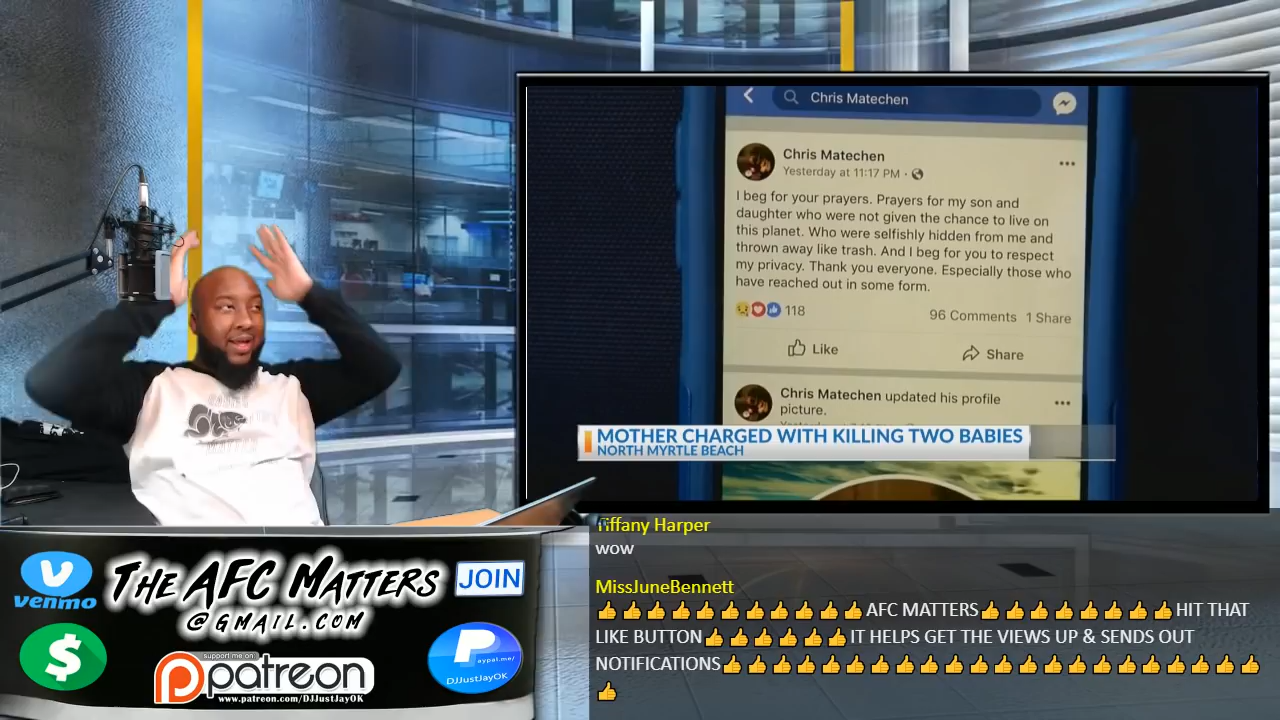 Chris Matechen
Chris Matechen
Yesterday at 11:17 PM
I beg for your prayers. Prayers for my son and
daughter who were not given the chance to live on
this planet. Who were selfishly hidden from me and
thrown away like trash. And I beg for you to respect
my privacy. Thank you everyone. Especially those who
have reached out in some form.
118
96 Comments 1 Share
Like Share
Chris Matechen updated his profile
picture.
MOTHER CHARGED WITH KILLING TWO BABIES
NORTH MYRTLE BEACH
Tiffany Harper
wow
MissJuneBennett
👍👍👍👍👍👍👍👍👍👍👍AFC MATTERS👍👍👍👍👍👍👍👍HIT THAT
LIKE BUTTON👍👍👍👍👍👍IT HELPS GET THE VIEWS UP & SENDS OUT
NOTIFICATIONS👍👍👍👍👍👍👍👍👍👍👍👍👍👍👍👍👍👍👍👍👍👍
👍
venmo
THE AFC MATTERS
@GMAIL.COM
JOIN
$
support me on
patreon
www.patreon.com/DJJustJayOK
P
aypal.me/
DJJustJayOK